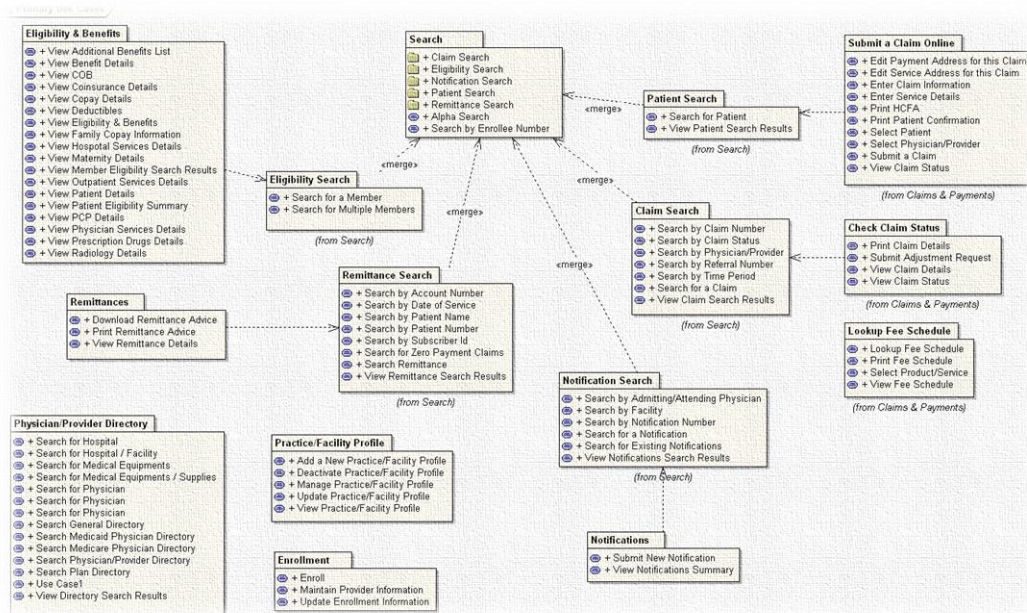 Primary Use Cases
Eligibility & Benefits
+ View Additional Benefits List
+ View Benefit Details
+ View COB
+ View Coinsurance Details
+ View Copay Details
+ View Deductibles
+ View Eligibility & Benefits
+ View Family Copay Information
+ View Hospotal Services Details
+ View Maternity Details
+ View Member Eligibility Search Results
+ View Outpatient Services Details
+ View Patient Details
+ View Patient Eligibility Summary
+ View PCP Details
+ View Physician Services Details
+ View Prescription Drugs Details
+ View Radiology Details
Search
+ Claim Search
+ Eligibility Search
+ Notification Search
+ Patient Search
+ Remittance Search
+ Alpha Search
+ Search by Enrollee Number
Patient Search
+ Search for Patient
+ View Patient Search Results
(from Search)
Submit a Claim Online
+ Edit Payment Address for this Claim
+ Edit Service Address for this Claim
+ Enter Claim Information
+ Enter Service Details
+ Print HCFA
+ Print Patient Confirmation
+ Select Patient
+ Select Physician/Provider
+ Submit a Claim
+ View Claim Status
(from Claims & Payments)
«merge»
«merge»
«merge»
«merge»
«merge»
Eligibility Search
+ Search for a Member
+ Search for Multiple Members
(from Search)
Claim Search
+ Search by Claim Number
+ Search by Claim Status
+ Search by Physician/Provider
+ Search by Referral Number
+ Search by Time Period
+ Search for a Claim
+ View Claim Search Results
(from Search)
Check Claim Status
+ Print Claim Details
+ Submit Adjustment Request
+ View Claim Details
+ View Claim Status
(from Claims & Payments)
Remittance Search
+ Search by Account Number
+ Search by Date of Service
+ Search by Patient Name
+ Search by Patient Number
+ Search by Subscriber Id
+ Search for Zero Payment Claims
+ Search Remittance
+ View Remittance Search Results
(from Search)
Remittances
+ Download Remittance Advice
+ Print Remittance Advice
+ View Remittance Details
Lookup Fee Schedule
+ Lookup Fee Schedule
+ Print Fee Schedule
+ Select Product/Service
+ View Fee Schedule
(from Claims & Payments)
Notification Search
+ Search by Admitting/Attending Physician
+ Search by Facility
+ Search by Notification Number
+ Search for a Notification
+ Search for Existing Notifications
+ View Notifications Search Results
(from Search)
Physician/Provider Directory
+ Search for Hospital
+ Search for Hospital / Facility
+ Search for Medical Equipments
+ Search for Medical Equipments / Supplies
+ Search for Physician
+ Search for Physician
+ Search for Physician
+ Search General Directory
+ Search Medicaid Physician Directory
+ Search Medicare Physician Directory
+ Search Physician/Provider Directory
+ Search Plan Directory
+ Use Case1
+ View Directory Search Results
Practice/Facility Profile
+ Add a New Practice/Facility Profile
+ Deactivate Practice/Facility Profile
+ Manage Practice/Facility Profile
+ Update Practice/Facility Profile
+ View Practice/Facility Profile
Notifications
+ Submit New Notification
+ View Notifications Summary
Enrollment
+ Enroll
+ Maintain Provider Information
+ Update Enrollment Information